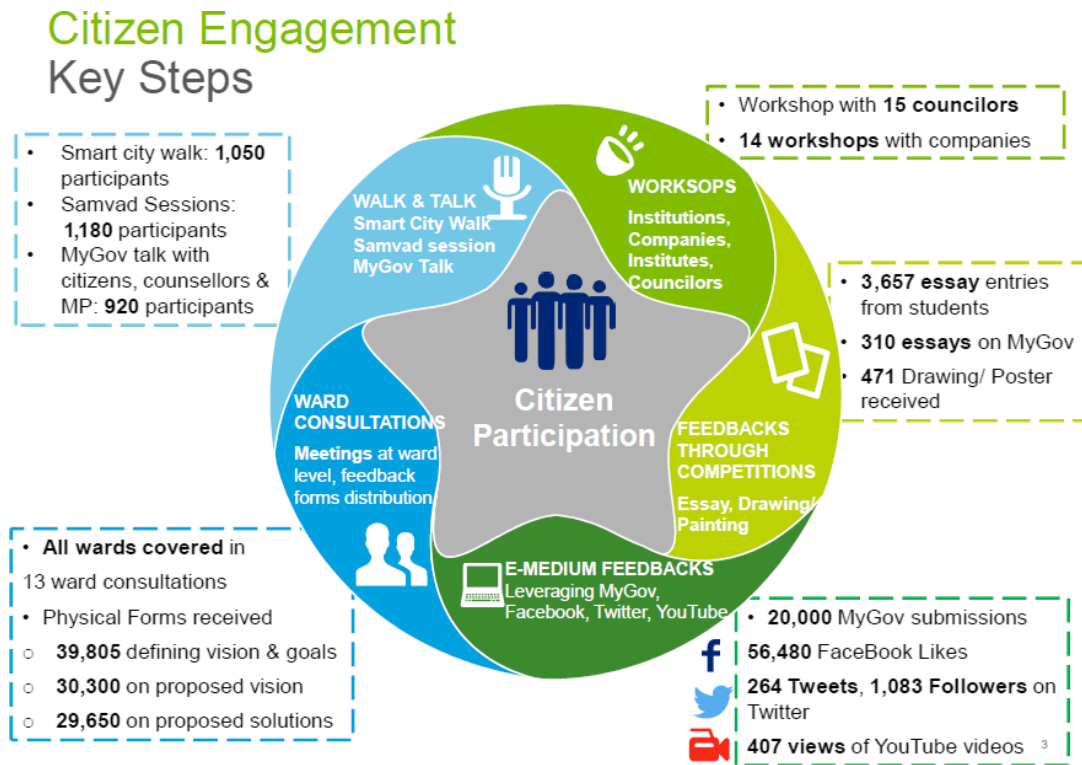 Citizen Engagement
Key Steps
• Smart city walk: 1,050
participants
• Samvad Sessions:
1,180 participants
• MyGov talk with
citizens, counsellors &
MP: 920 participants
WALK & TALK
Smart City Walk
Samvad session
MyGov Talk
WORKSOPS
Institutions,
Companies,
Institutes,
Councilors
• Workshop with 15 councilors
• 14 workshops with companies
• 3,657 essay entries
from students
• 310 essays on MyGov
• 471 Drawing/ Poster
received
FEEDBACKS
THROUGH
COMPETITIONS
Essay, Drawing/
Painting
Citizen
Participation
WARD
CONSULTATIONS
Meetings at ward
level, feedback
forms distribution
• All wards covered in
13 ward consultations
• Physical Forms received
o 39,805 defining vision & goals
o 30,300 on proposed vision
o 29,650 on proposed solutions
E-MEDIUM FEEDBACKS
Leveraging MyGov,
Facebook, Twitter, YouTube
• 20,000 MyGov submissions
f 56,480 FaceBook Likes
264 Tweets, 1,083 Followers on
Twitter
407 views of YouTube videos
3